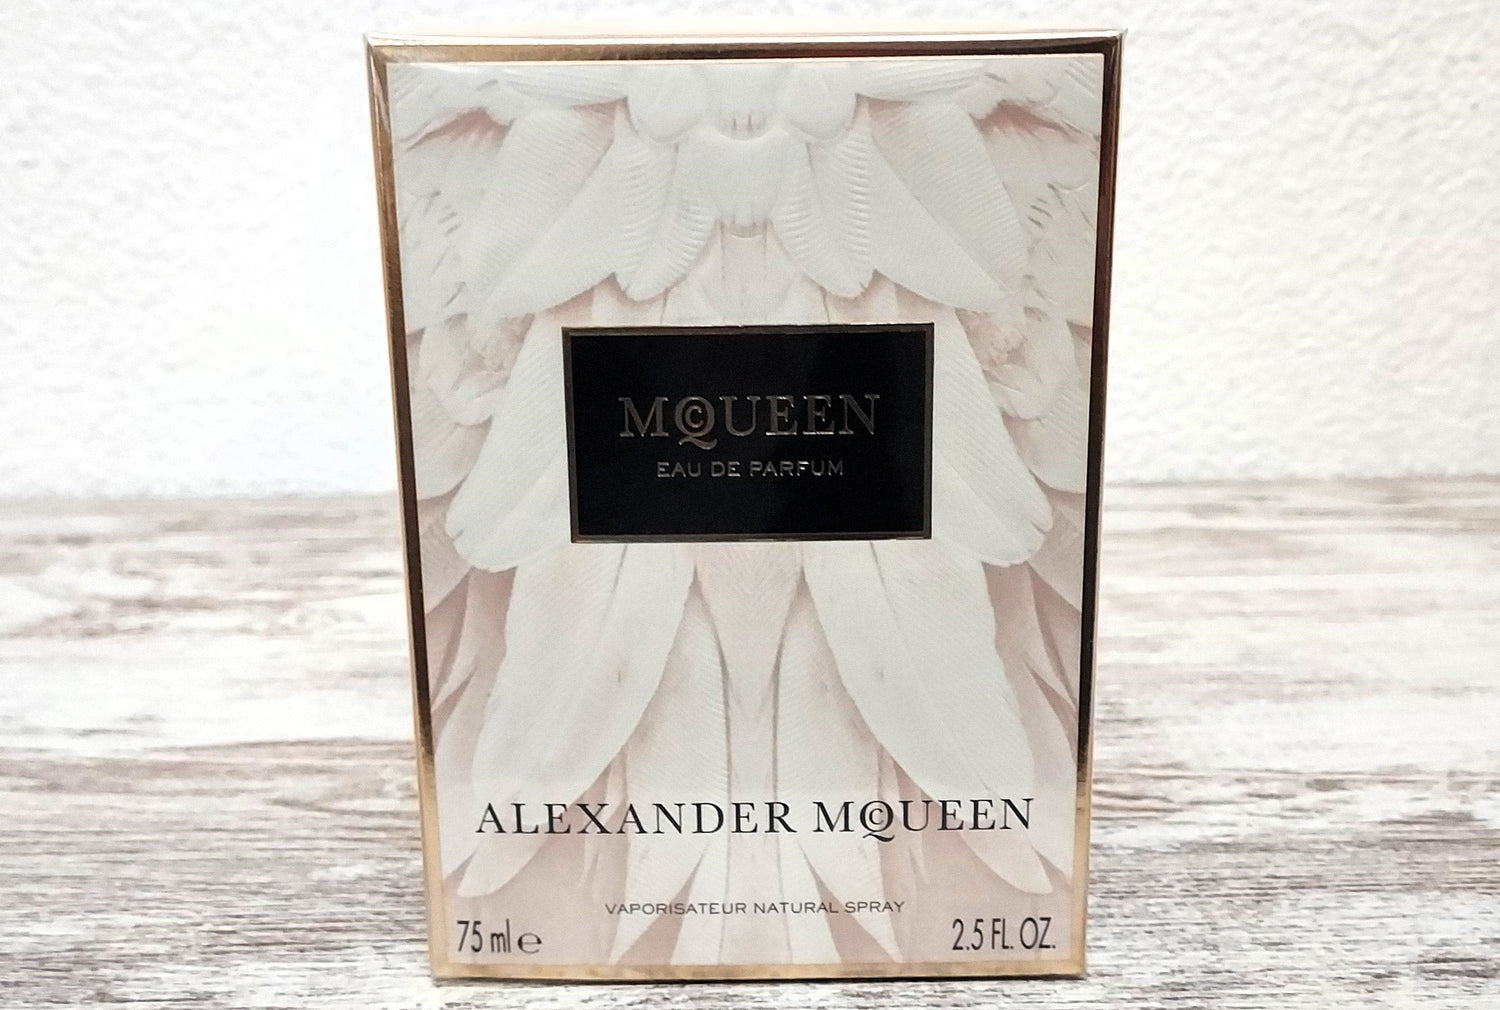 McQUEEN
EAU DE PARFUM
ALEXANDER McQUEEN
VAPORISATEUR NATURAL SPRAY
75 ml e 2.5 FL. OZ.